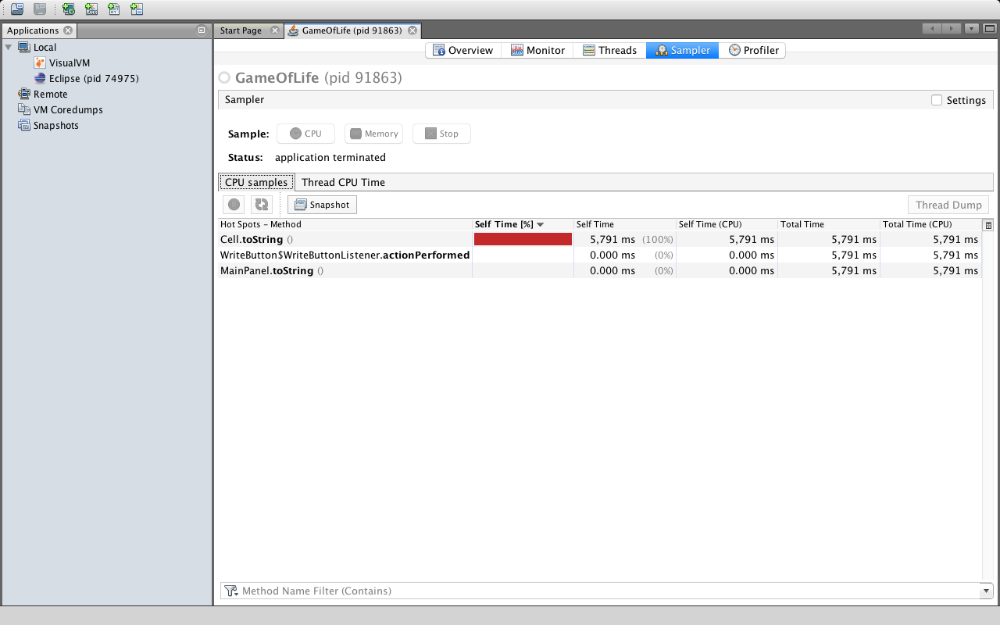 Applications
Local
VisualVM
Eclipse (pid 74975)
Remote
VM Coredumps
Snapshots
Start Page
GameOfLife (pid 91863)
Overview Monitor Threads Sampler Profiler
GameOfLife (pid 91863)
Sampler Settings
Sample: CPU Memory Stop
Status: application terminated
CPU samples Thread CPU Time
Snapshot Thread Dump
Hot Spots – Method Self Time [%] Self Time Self Time (CPU) Total Time Total Time (CPU)
Cell.toString () 5,791 ms (100%) 5,791 ms 5,791 ms 5,791 ms
WriteButton$WriteButtonListener.actionPerformed 0.000 ms (0%) 0.000 ms 5,791 ms 5,791 ms
MainPanel.toString () 0.000 ms (0%) 0.000 ms 5,791 ms 5,791 ms
Method Name Filter (Contains)